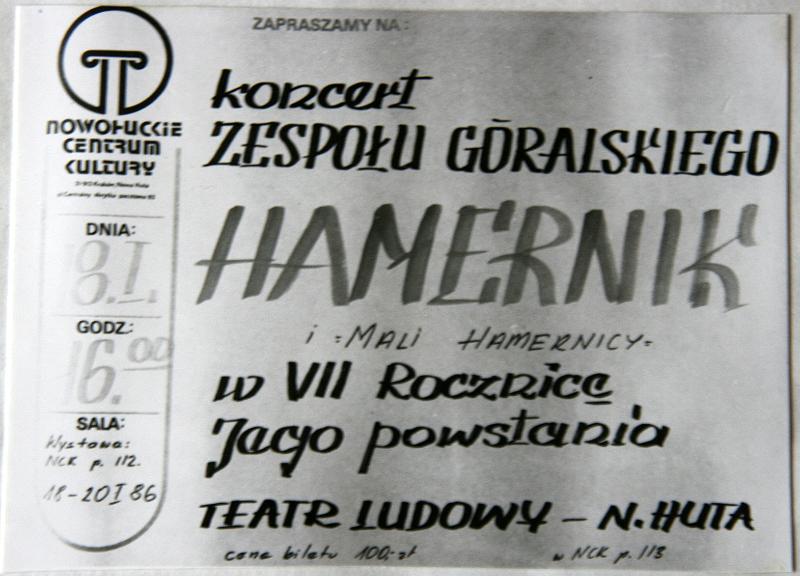 ZAPRASZAMY NA:
koncert
ZESPOŁU GÓRALSKIEGO
HAMERNIK
i "MALI HAMERNICY"
w VII Rocznicę
Jego powstania
TEATR LUDOWY – N. HUTA
cena biletu 100,- zł w NCK p. 113
NOWOHUCKIE
CENTRUM
KULTURY
DNIA:
18.I.
GODZ:
16.00
SALA:
Wystawa:
NCK p. 112.
18-20 I 86